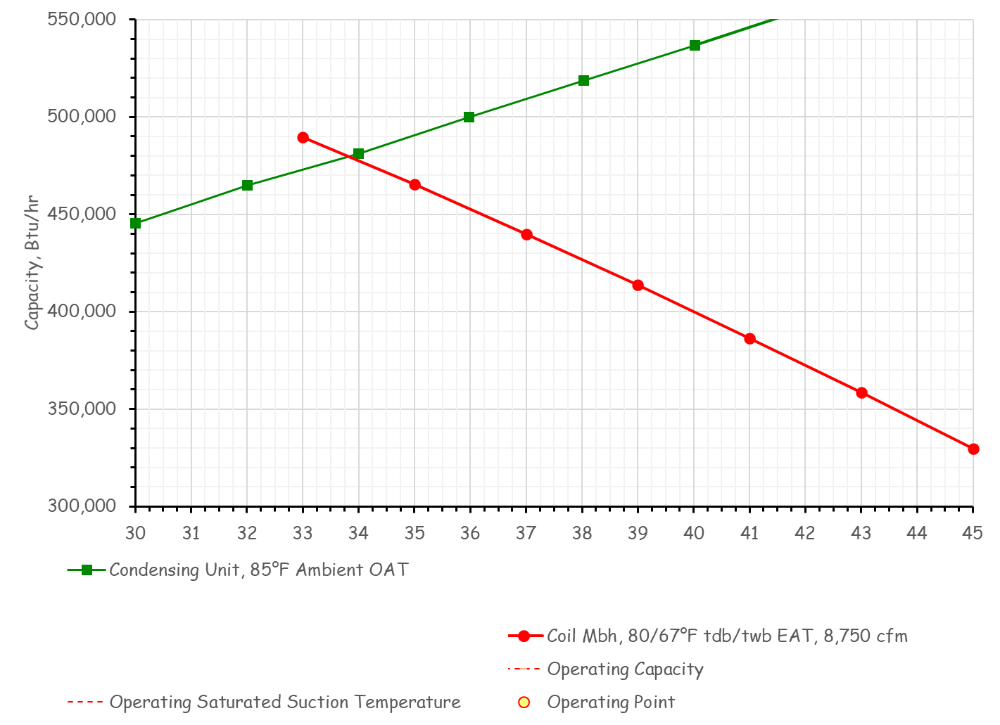 550,000
500,000
450,000
400,000
350,000
300,000
Capacity, Btu/hr
30 31 32 33 34 35 36 37 38 39 40 41 42 43 44 45
Condensing Unit, 85°F Ambient OAT
Coil Mbh, 80/67°F tdb/twb EAT, 8,750 cfm
Operating Capacity
Operating Saturated Suction Temperature
Operating Point